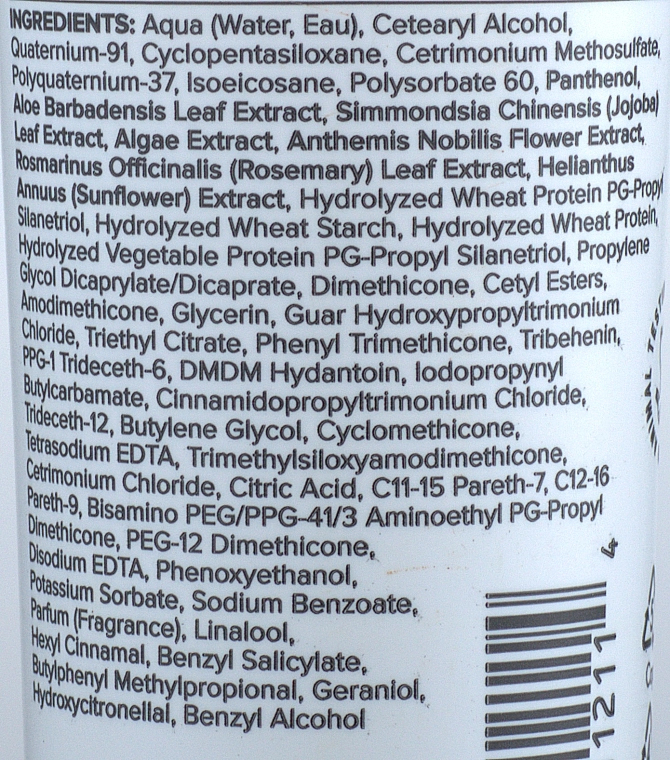 INGREDIENTS: Aqua (Water, Eau), Cetearyl Alcohol,
Quaternium-91, Cyclopentasiloxane, Cetrimonium Methosulfate,
Polyquaternium-37, Isoeicosane, Polysorbate 60, Panthenol,
Aloe Barbadensis Leaf Extract, Simmondsia Chinensis (Jojoba)
Leaf Extract, Algae Extract, Anthemis Nobilis Flower Extract,
Rosmarinus Officinalis (Rosemary) Leaf Extract, Helianthus
Annuus (Sunflower) Extract, Hydrolyzed Wheat Protein PG-Propyl
Silanetriol, Hydrolyzed Wheat Starch, Hydrolyzed Wheat Protein,
Hydrolyzed Vegetable Protein PG-Propyl Silanetriol, Propylene
Glycol Dicaprylate/Dicaprate, Dimethicone, Cetyl Esters,
Amodimethicone, Glycerin, Guar Hydroxypropyltrimonium
Chloride, Triethyl Citrate, Phenyl Trimethicone, Tribehenin,
PPG-1 Trideceth-6, DMDM Hydantoin, Iodopropynyl
Butylcarbamate, Cinnamidopropyltrimonium Chloride,
Trideceth-12, Butylene Glycol, Cyclomethicone,
Tetrasodium EDTA, Trimethylsiloxyamodimethicone,
Cetrimonium Chloride, Citric Acid, C11-15 Pareth-7, C12-16
Pareth-9, Bisamino PEG/PPG-41/3 Aminoethyl PG-Propyl
Dimethicone, PEG-12 Dimethicone,
Disodium EDTA, Phenoxyethanol,
Potassium Sorbate, Sodium Benzoate,
Parfum (Fragrance), Linalool,
Hexyl Cinnamal, Benzyl Salicylate,
Butylphenyl Methylpropional, Geraniol,
Hydroxycitronellal, Benzyl Alcohol
1211 4